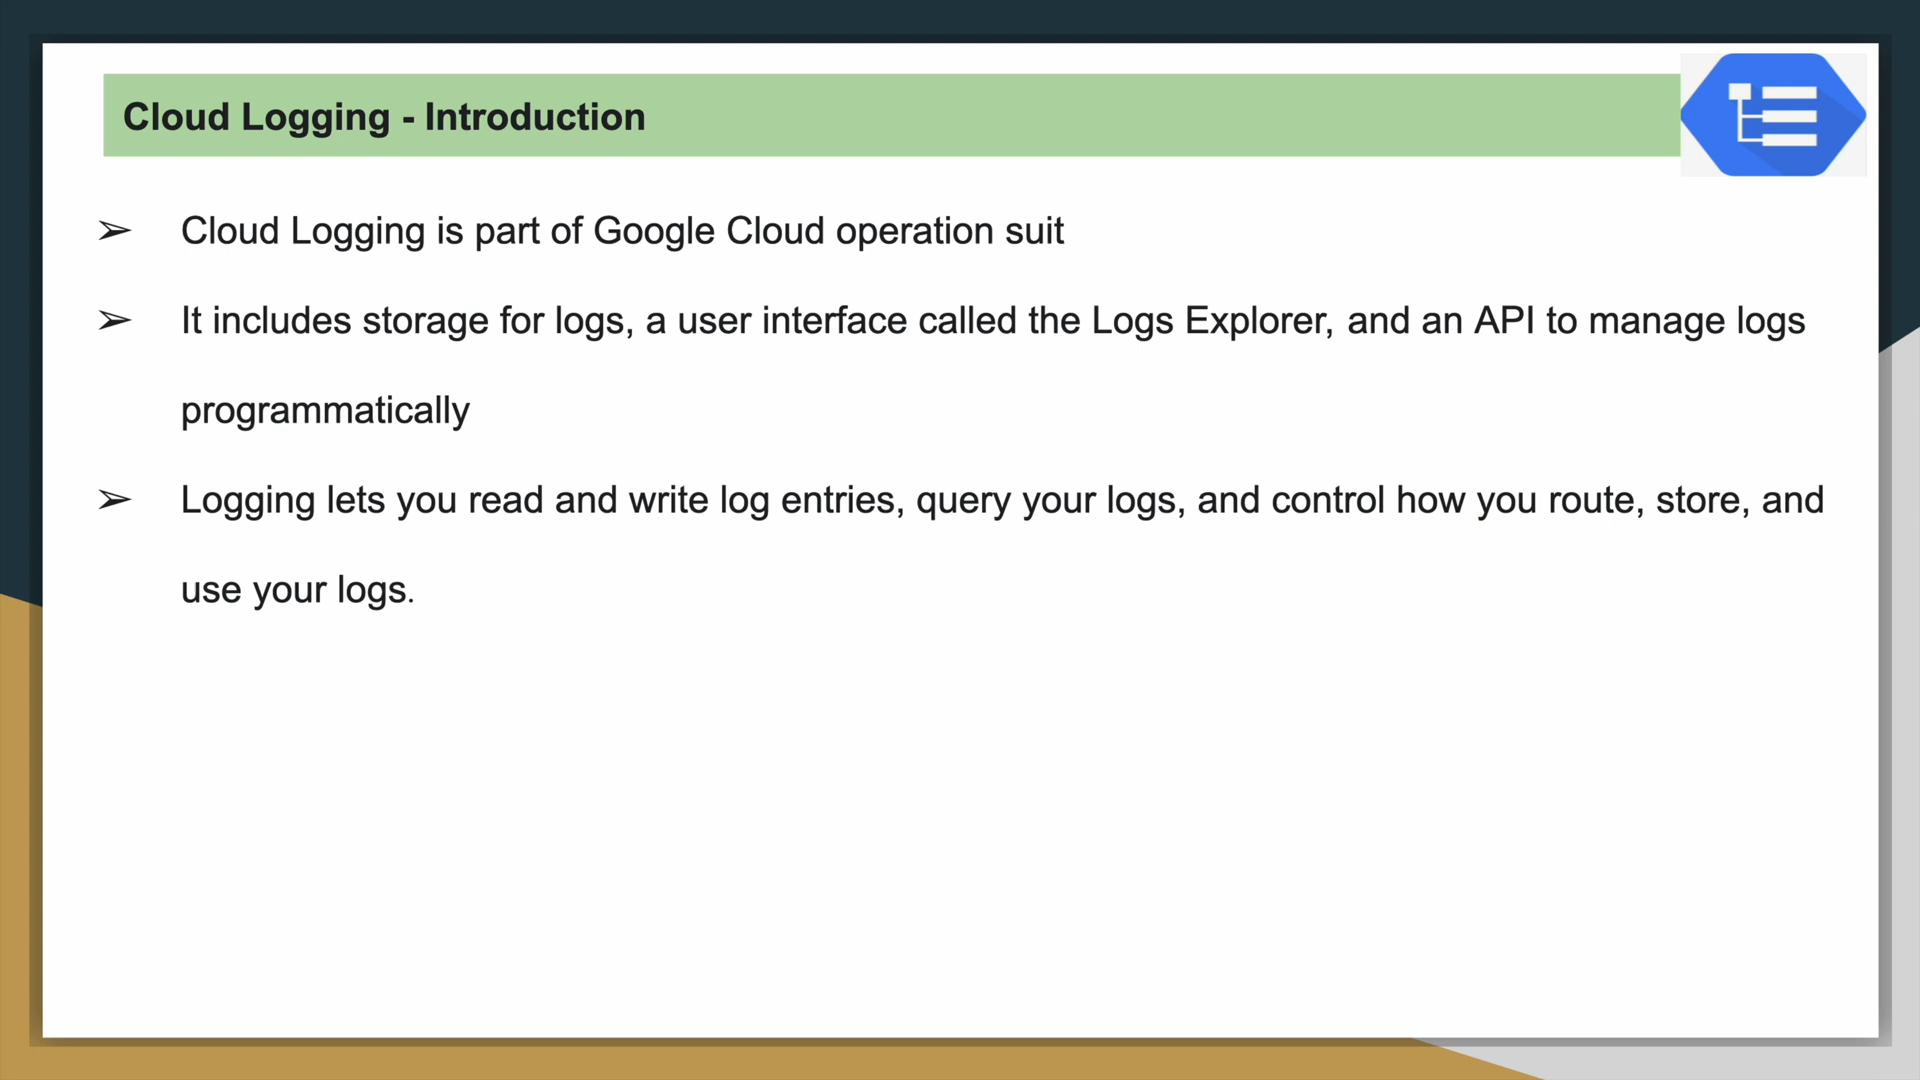 Cloud Logging - Introduction
➢ Cloud Logging is part of Google Cloud operation suit
➢ It includes storage for logs, a user interface called the Logs Explorer, and an API to manage logs
programmatically
➢ Logging lets you read and write log entries, query your logs, and control how you route, store, and
use your logs.